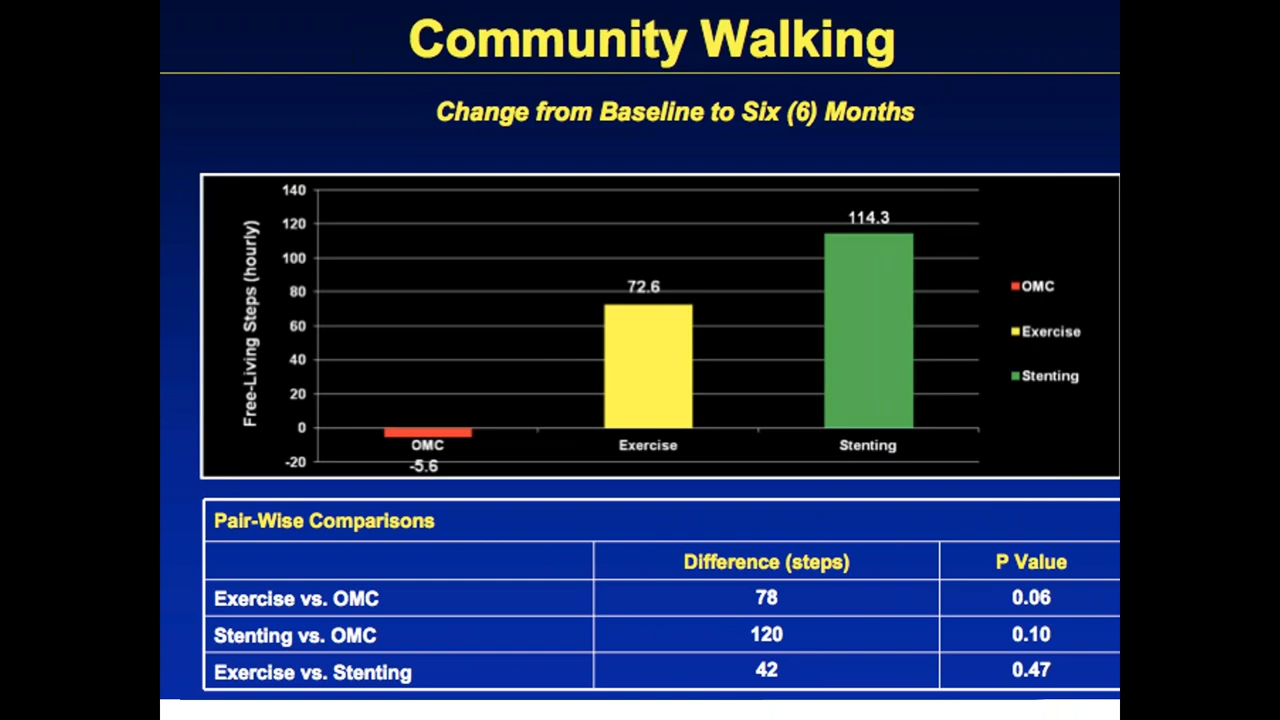 Community Walking
Change from Baseline to Six (6) Months
Free-Living Steps (hourly)
140
120
100
80
60
40
20
0
-20
114.3
72.6
-5.6
OMC
Exercise
Stenting
OMC
Exercise
Stenting
Pair-Wise Comparisons
Difference (steps) P Value
Exercise vs. OMC 78 0.06
Stenting vs. OMC 120 0.10
Exercise vs. Stenting 42 0.47